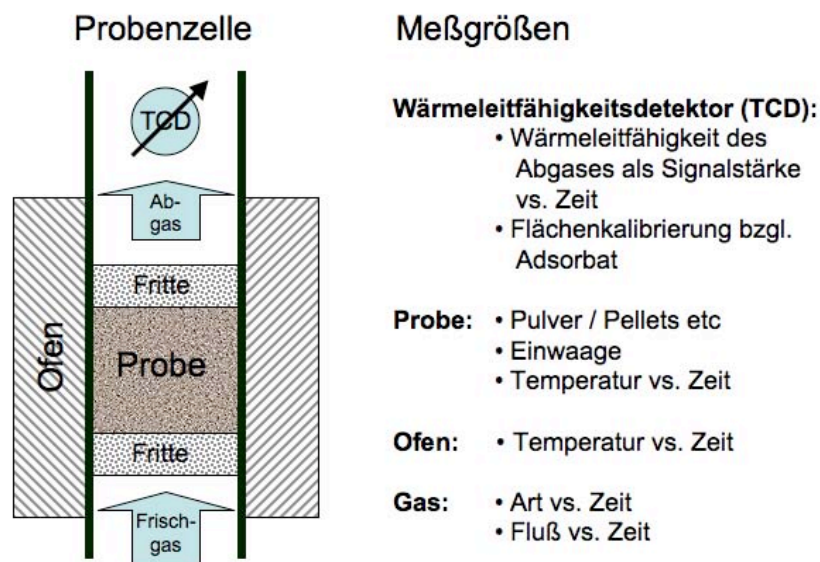 Probenzelle
TCD
Ab-
gas
Fritte
Ofen
Probe
Fritte
Frisch-
gas
Meßgrößen
Wärmeleitfähigkeitsdetektor (TCD):
• Wärmeleitfähigkeit des
Abgases als Signalstärke
vs. Zeit
• Flächenkalibrierung bzgl.
Adsorbat
Probe: • Pulver / Pellets etc
• Einwaage
• Temperatur vs. Zeit
Ofen: • Temperatur vs. Zeit
Gas: • Art vs. Zeit
• Fluß vs. Zeit